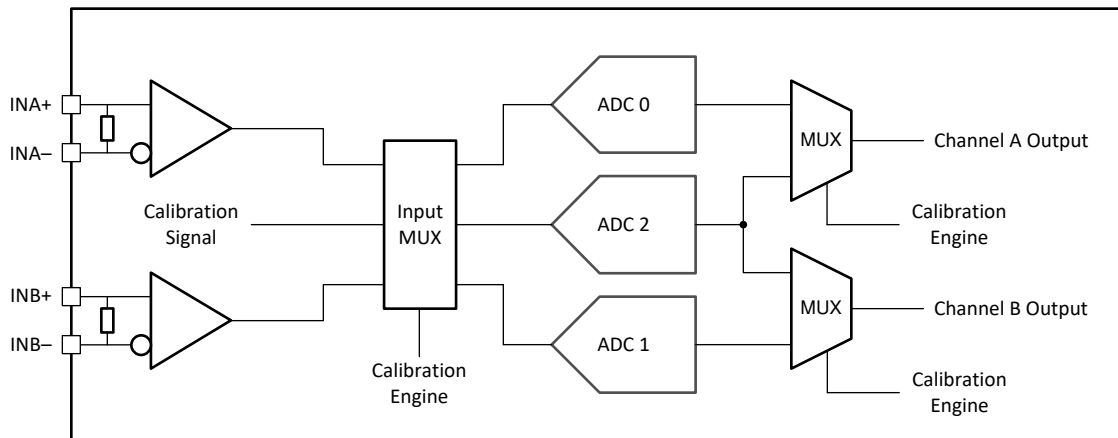 INA+
INA–
ADC 0
MUX
Channel A Output
Calibration
Signal
Input
MUX
ADC 2
Calibration
Engine
INB+
INB–
ADC 1
MUX
Channel B Output
Calibration
Engine
Calibration
Engine